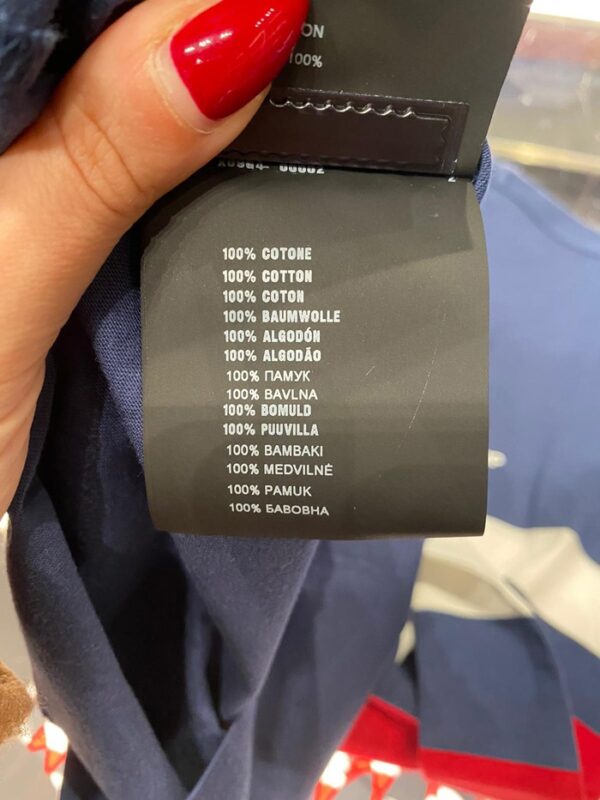 100%
100% COTONE
100% COTTON
100% COTON
100% BAUMWOLLE
100% ALGODÓN
100% ALGODÃO
100% ПАМУК
100% BAVLNA
100% BOMULD
100% PUUVILLA
100% BAMBAKI
100% MEDVILNĖ
100% PAMUK
100% БАВОВНА